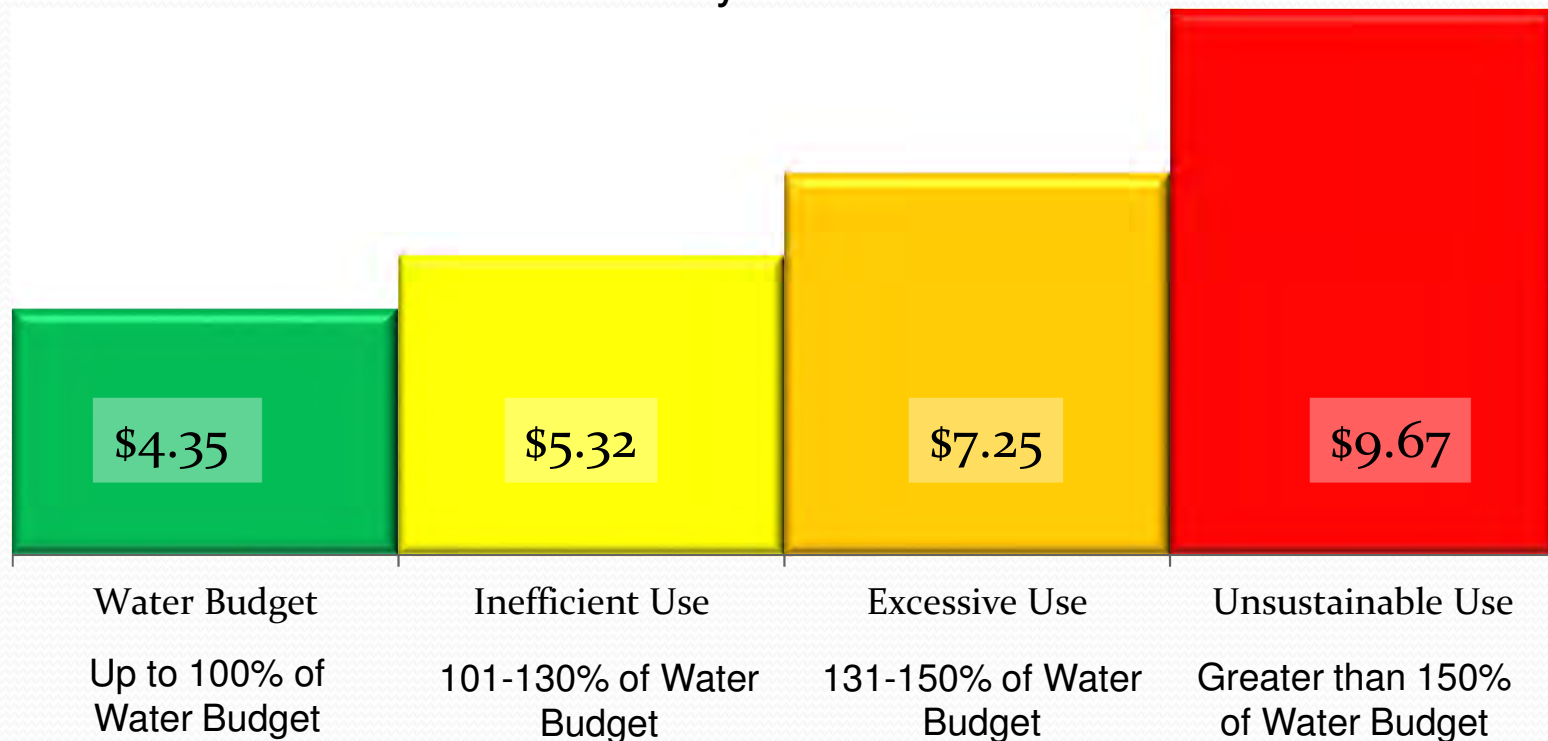 $4.35
$5.32
$7.25
$9.67
Water Budget
Inefficient Use
Excessive Use
Unsustainable Use
Up to 100% of
Water Budget
101-130% of Water
Budget
131-150% of Water
Budget
Greater than 150%
of Water Budget